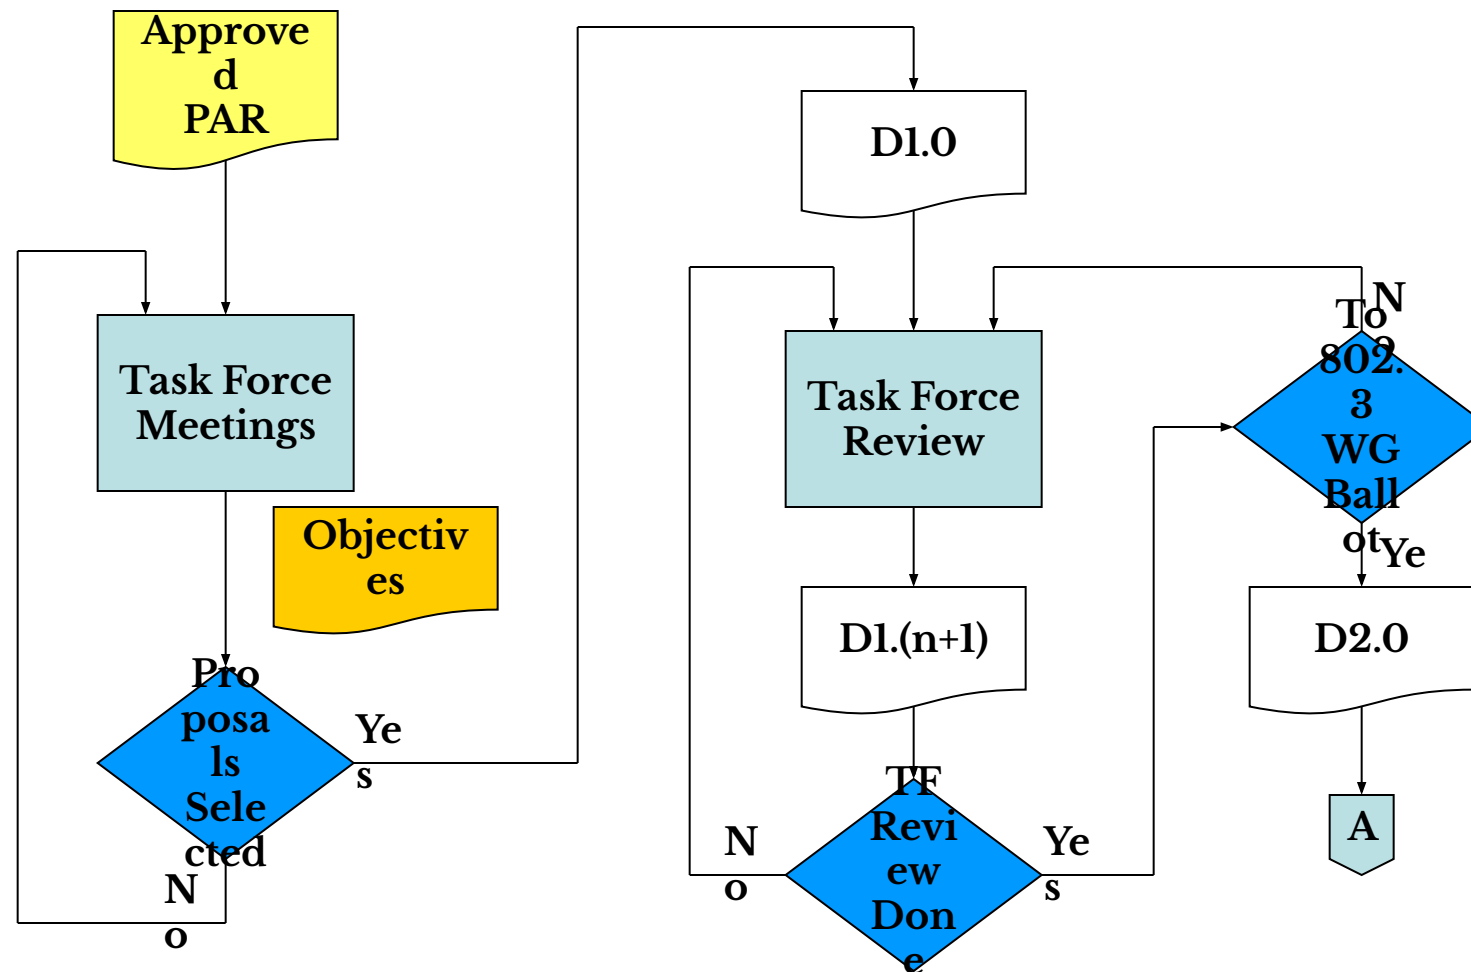 Approve
d
PAR
Task Force
Meetings
Objectiv
es
Pro
posa
ls
Sele
cted
Ye
s
N
o
D1.0
Task Force
Review
D1.(n+1)
TF
Revi
ew
Don
e
N
o
Ye
s
To
802.
3
WG
Ball
ot
N
o
Ye
D2.0
A